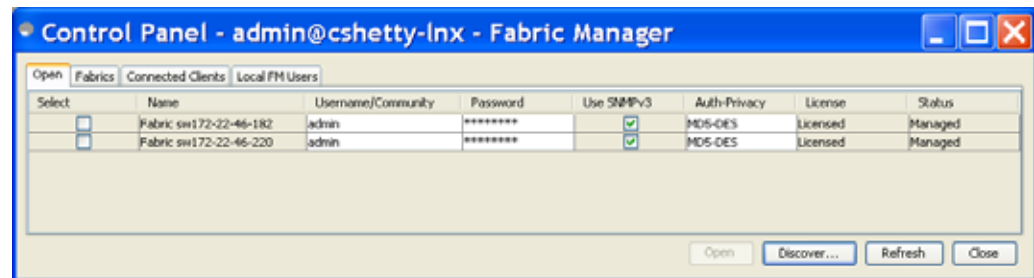 Control Panel - admin@cshetty-lnx - Fabric Manager
Open Fabrics Connected Clients Local FM Users
Select Name Username/Community Password Use SNMPv3 Auth-Privacy License Status
Fabric sw172-22-46-182 admin ******** MD5-DES Licensed Managed
Fabric sw172-22-46-220 admin ******** MD5-DES Licensed Managed
Open Discover... Refresh Close